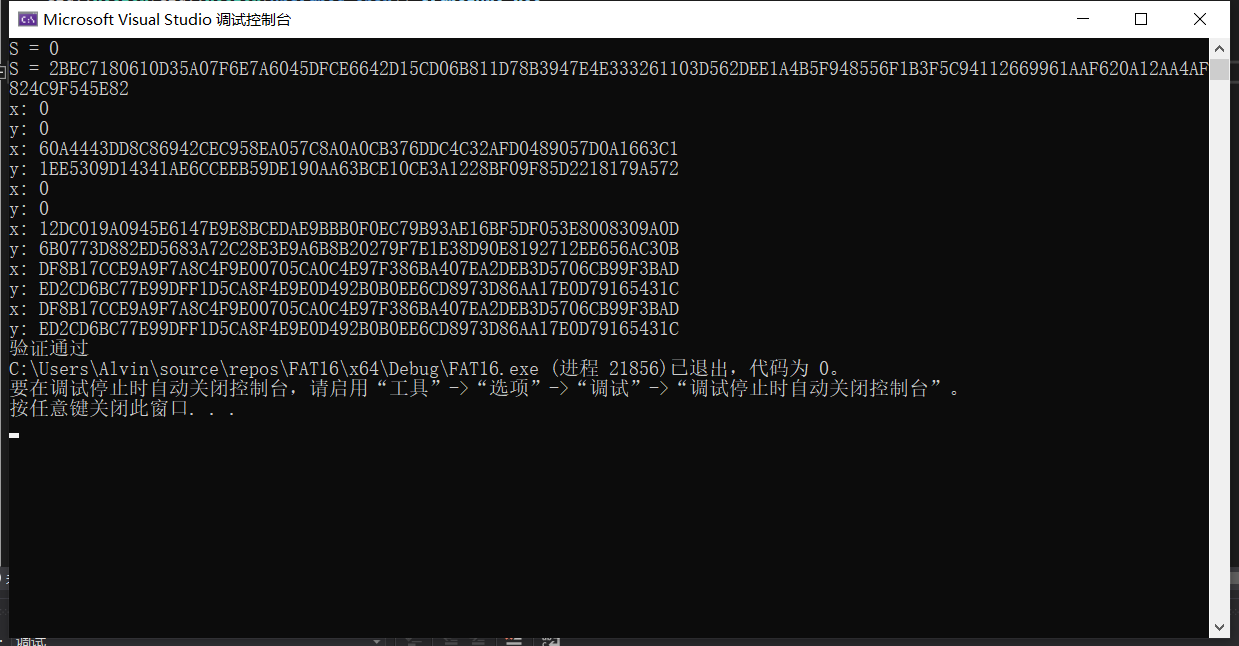 Microsoft Visual Studio 调试控制台
S = 0
S = 2BEC7180610D35A07F6E7A6045DFCE6642D15CD06B811D78B3947E4E333261103D562DEE1A4B5F948556F1B3F5C94112669961AAF620A12AA4AF
824C9F545E82
x: 0
y: 0
x: 60A4443DD8C86942CEC958EA057C8A0A0CB376DDC4C32AFD0489057D0A1663C1
y: 1EE5309D14341AE6CCEEB59DE190AA63BCE10CE3A1228BF09F85D2218179A572
x: 0
y: 0
x: 12DC019A0945E6147E9E8BCEDAE9BBB0F0EC79B93AE16BF5DF053E8008309A0D
y: 6B0773D882ED5683A72C28E3E9A6B8B20279F7E1E38D90E8192712EE656AC30B
x: DF8B17CCE9A9F7A8C4F9E00705CA0C4E97F386BA407EA2DEB3D5706CB99F3BAD
y: ED2CD6BC77E99DFF1D5CA8F4E9E0D492B0B0EE6CD8973D86AA17E0D79165431C
x: DF8B17CCE9A9F7A8C4F9E00705CA0C4E97F386BA407EA2DEB3D5706CB99F3BAD
y: ED2CD6BC77E99DFF1D5CA8F4E9E0D492B0B0EE6CD8973D86AA17E0D79165431C
验证通过
C:\Users\Alvin\source\repos\FAT16\x64\Debug\FAT16.exe (进程 21856)已退出，代码为 0。
要在调试停止时自动关闭控制台，请启用“工具”->“选项”->“调试”->“调试停止时自动关闭控制台”。
按任意键关闭此窗口. . .
调试